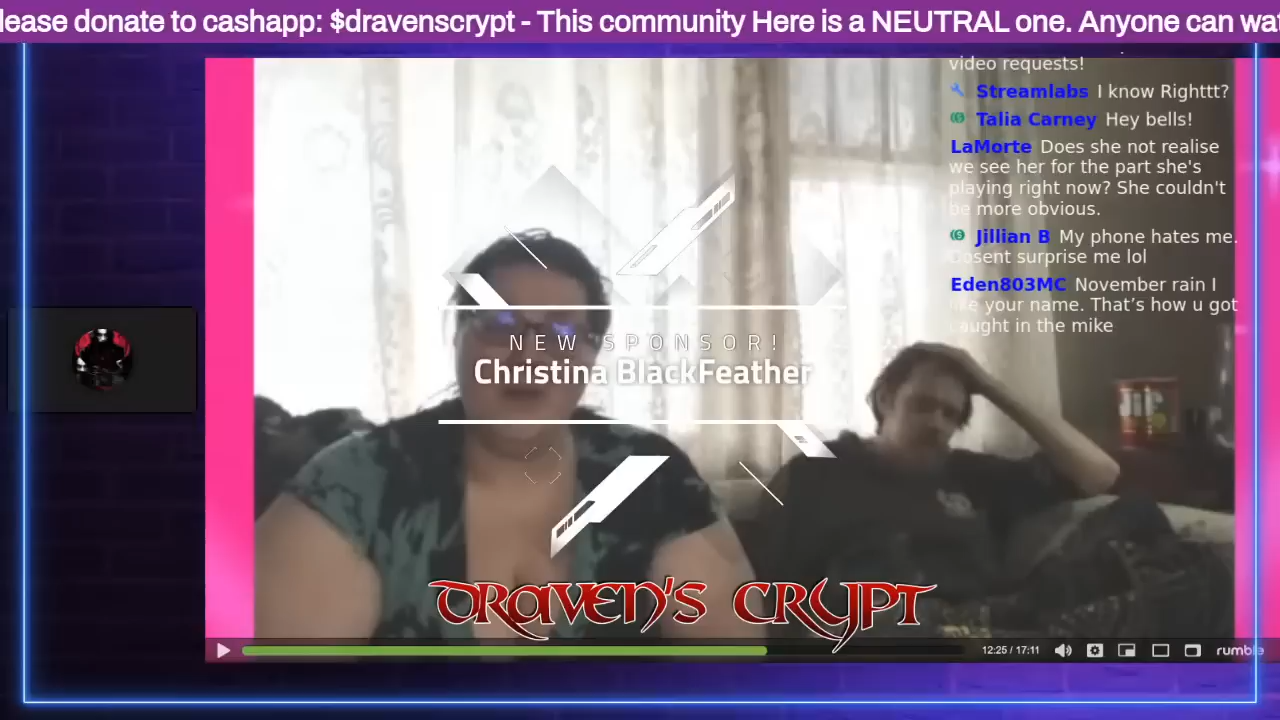 lease donate to cashapp: $dravenscrypt - This community Here is a NEUTRAL one. Anyone can wat
video requests!
Streamlabs I know Righttt?
Talia Carney Hey bells!
LaMorte Does she not realise
we see her for the part she's
playing right now? She couldn't
be more obvious.
Jillian B My phone hates me.
Dosent surprise me lol
Eden803MC November rain I
like your name. That's how u got
caught in the mike
NEW SPONSOR!
Christina BlackFeather
DRAVEN'S CRYPT
12:25 / 17:11
rumble